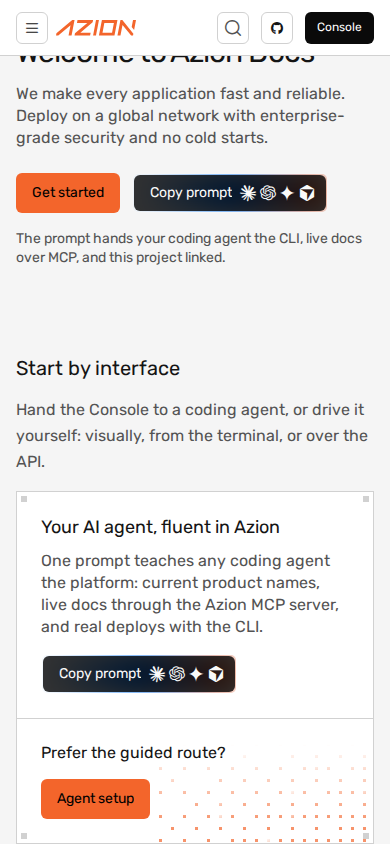 AZION
Console
Welcome to Azion Docs
We make every application fast and reliable.
Deploy on a global network with enterprise-
grade security and no cold starts.
Get started
Copy prompt
The prompt hands your coding agent the CLI, live docs
over MCP, and this project linked.
Start by interface
Hand the Console to a coding agent, or drive it
yourself: visually, from the terminal, or over the
API.
Your AI agent, fluent in Azion
One prompt teaches any coding agent
the platform: current product names,
live docs through the Azion MCP server,
and real deploys with the CLI.
Copy prompt
Prefer the guided route?
Agent setup